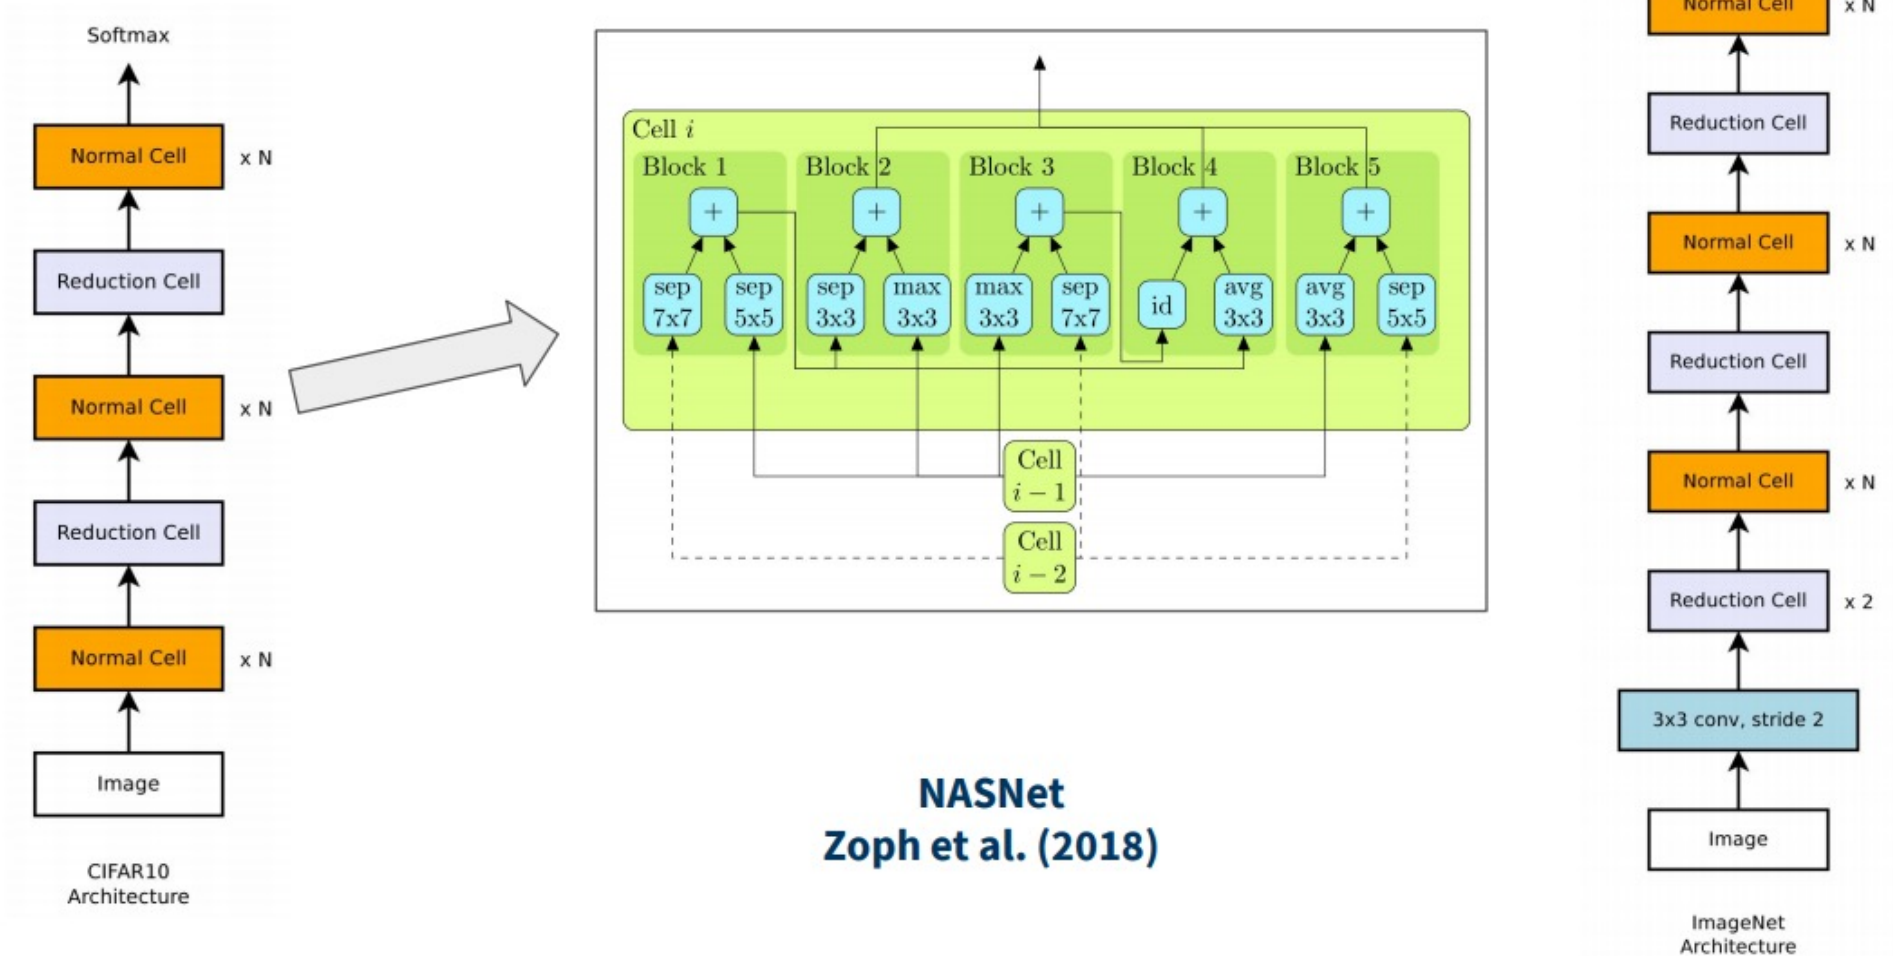 Softmax
Normal Cell
x N
Reduction Cell
Normal Cell
x N
Reduction Cell
Normal Cell
x N
Image
CIFAR10
Architecture
Cell i
Block 1
Block 2
Block 3
Block 4
Block 5
+
+
+
+
+
sep
7x7
sep
5x5
sep
3x3
max
3x3
max
3x3
sep
7x7
id
avg
3x3
avg
3x3
sep
5x5
Cell
i − 1
Cell
i − 2
NASNet
Zoph et al. (2018)
Normal Cell
x N
Reduction Cell
Normal Cell
x N
Reduction Cell
Normal Cell
x N
Reduction Cell
x 2
3x3 conv, stride 2
Image
ImageNet
Architecture